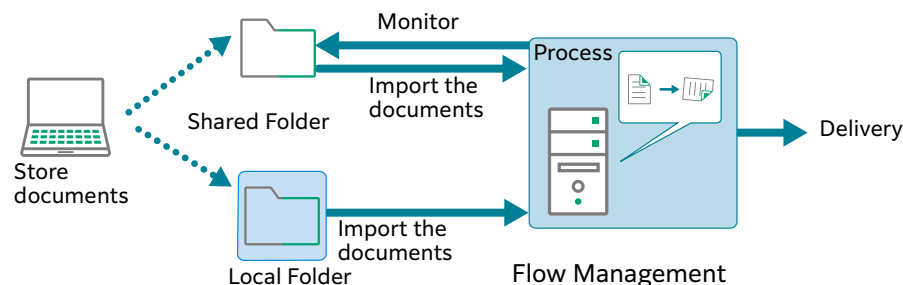 Monitor
Process
Import the
documents
Shared Folder
Delivery
Store
documents
Import the
documents
Local Folder
Flow Management